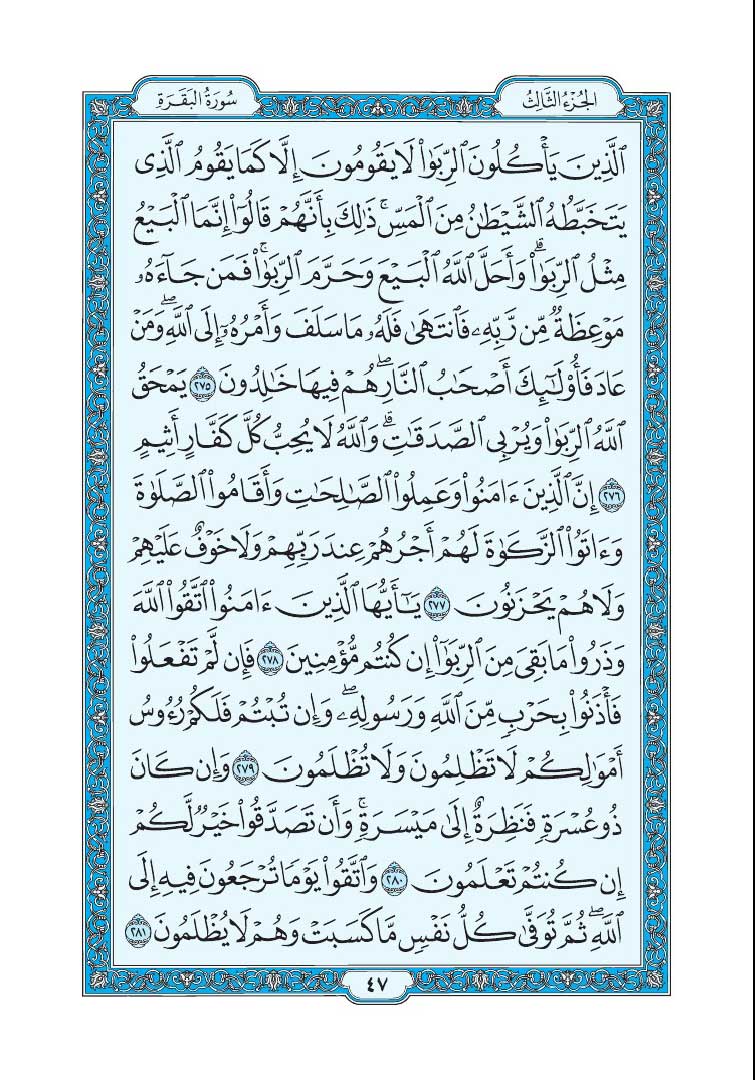 الجُزْءُ الثَّالِثُ
سُورَةُ البَقَرَةِ
ٱلَّذِينَ يَأۡكُلُونَ ٱلرِّبَوٰاْ لَا يَقُومُونَ إِلَّا كَمَا يَقُومُ ٱلَّذِي
يَتَخَبَّطُهُ ٱلشَّيۡطَٰنُ مِنَ ٱلۡمَسِّۚ ذَٰلِكَ بِأَنَّهُمۡ قَالُوٓاْ إِنَّمَا ٱلۡبَيۡعُ
مِثۡلُ ٱلرِّبَوٰاْۗ وَأَحَلَّ ٱللَّهُ ٱلۡبَيۡعَ وَحَرَّمَ ٱلرِّبَوٰاْۚ فَمَن جَآءَهُۥ
مَوۡعِظَةٞ مِّن رَّبِّهِۦ فَٱنتَهَىٰ فَلَهُۥ مَا سَلَفَ وَأَمۡرُهُۥٓ إِلَى ٱللَّهِۖ وَمَنۡ
عَادَ فَأُوْلَٰٓئِكَ أَصۡحَٰبُ ٱلنَّارِۖ هُمۡ فِيهَا خَٰلِدُونَ ٢٧٥ يَمۡحَقُ
ٱللَّهُ ٱلرِّبَوٰاْ وَيُرۡبِي ٱلصَّدَقَٰتِۗ وَٱللَّهُ لَا يُحِبُّ كُلَّ كَفَّارٍ أَثِيمٍ
٢٧٦ إِنَّ ٱلَّذِينَ ءَامَنُواْ وَعَمِلُواْ ٱلصَّٰلِحَٰتِ وَأَقَامُواْ ٱلصَّلَوٰةَ
وَءَاتَوُاْ ٱلزَّكَوٰةَ لَهُمۡ أَجۡرُهُمۡ عِندَ رَبِّهِمۡ وَلَا خَوۡفٌ عَلَيۡهِمۡ
وَلَا هُمۡ يَحۡزَنُونَ ٢٧٧ يَٰٓأَيُّهَا ٱلَّذِينَ ءَامَنُواْ ٱتَّقُواْ ٱللَّهَ
وَذَرُواْ مَا بَقِيَ مِنَ ٱلرِّبَوٰٓاْ إِن كُنتُم مُّؤۡمِنِينَ ٢٧٨ فَإِن لَّمۡ تَفۡعَلُواْ
فَأۡذَنُواْ بِحَرۡبٖ مِّنَ ٱللَّهِ وَرَسُولِهِۦۖ وَإِن تُبۡتُمۡ فَلَكُمۡ رُءُوسُ
أَمۡوَٰلِكُمۡ لَا تَظۡلِمُونَ وَلَا تُظۡلَمُونَ ٢٧٩ وَإِن كَانَ
ذُو عُسۡرَةٖ فَنَظِرَةٌ إِلَىٰ مَيۡسَرَةٖۚ وَأَن تَصَدَّقُواْ خَيۡرٞ لَّكُمۡ
إِن كُنتُمۡ تَعۡلَمُونَ ٢٨٠ وَٱتَّقُواْ يَوۡمٗا تُرۡجَعُونَ فِيهِ إِلَى
ٱللَّهِۖ ثُمَّ تُوَفَّىٰ كُلُّ نَفۡسٖ مَّا كَسَبَتۡ وَهُمۡ لَا يُظۡلَمُونَ ٢٨١
٤٧